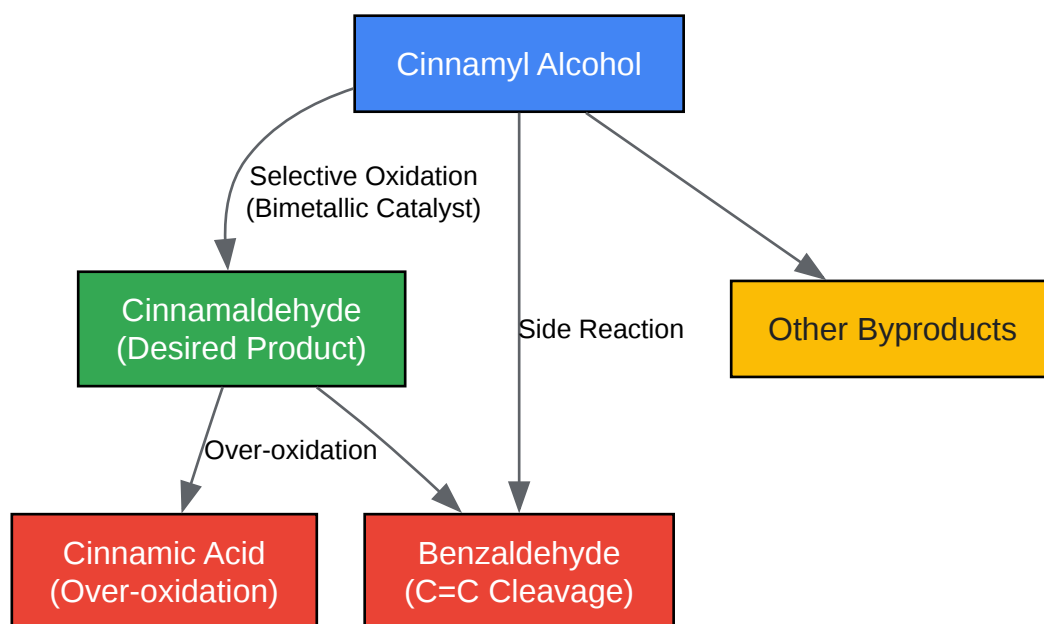 Cinnamyl Alcohol
Selective Oxidation
(Bimetallic Catalyst)
Cinnamaldehyde
(Desired Product)
Side Reaction
Other Byproducts
Over-oxidation
Cinnamic Acid
(Over-oxidation)
Benzaldehyde
(C=C Cleavage)